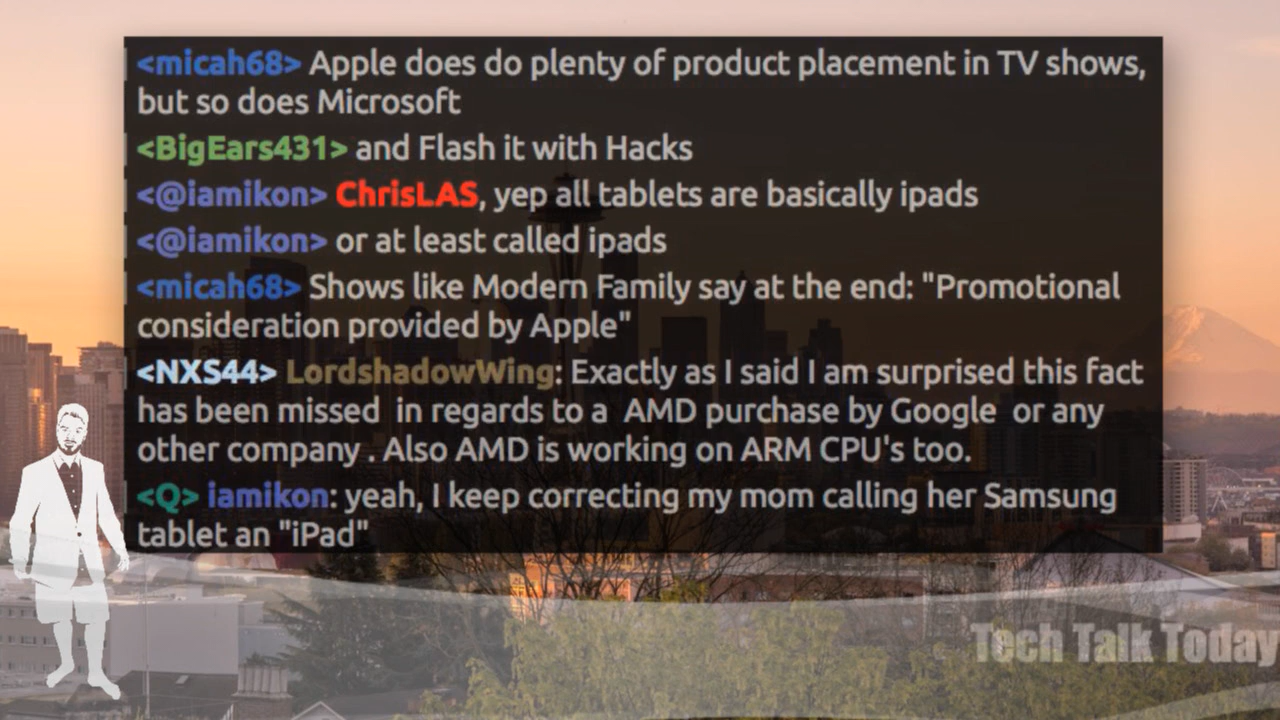 <micah68> Apple does do plenty of product placement in TV shows,
but so does Microsoft
<BigEars431> and Flash it with Hacks
<@iamikon> ChrisLAS, yep all tablets are basically ipads
<@iamikon> or at least called ipads
<micah68> Shows like Modern Family say at the end: "Promotional
consideration provided by Apple"
<NXS44> LordshadowWing: Exactly as I said I am surprised this fact
has been missed  in regards to a  AMD purchase by Google  or any
other company . Also AMD is working on ARM CPU's too.
<Q> iamikon: yeah, I keep correcting my mom calling her Samsung
tablet an "iPad"
Tech Talk Today